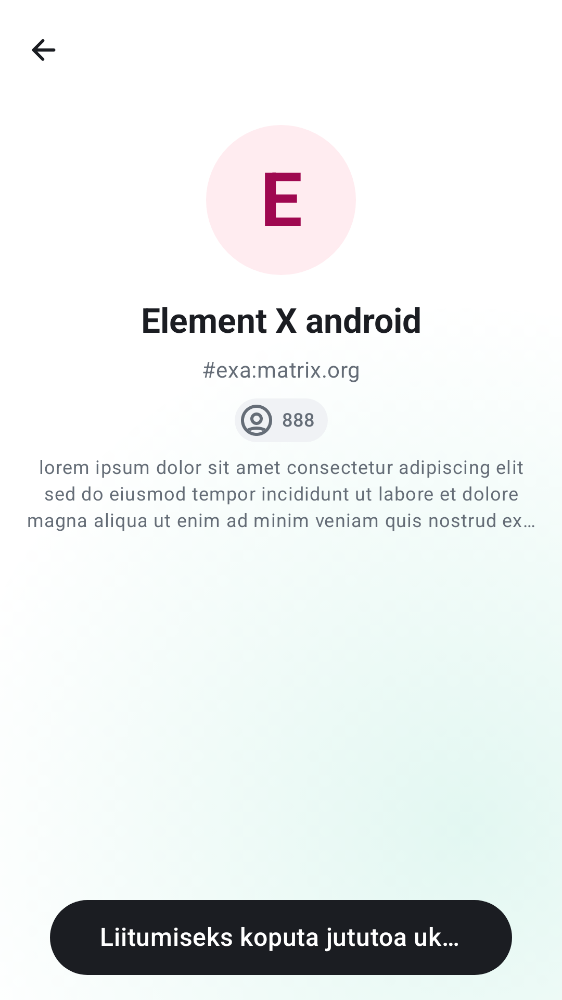 E
Element X android
#exa:matrix.org
888
lorem ipsum dolor sit amet consectetur adipiscing elit
sed do eiusmod tempor incididunt ut labore et dolore
magna aliqua ut enim ad minim veniam quis nostrud ex…
Liitumiseks koputa jututoa uk…